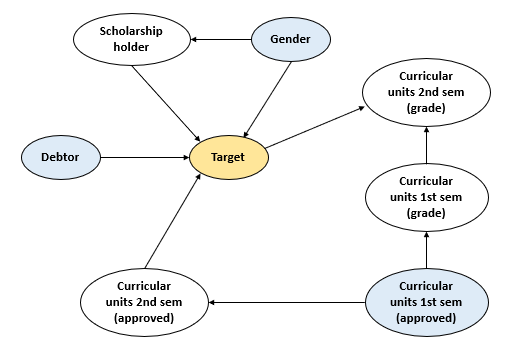 Scholarship
holder
Gender
Curricular
units 2nd sem
(grade)
Debtor
Target
Curricular
units 1st sem
(grade)
Curricular
units 2nd sem
(approved)
Curricular
units 1st sem
(approved)